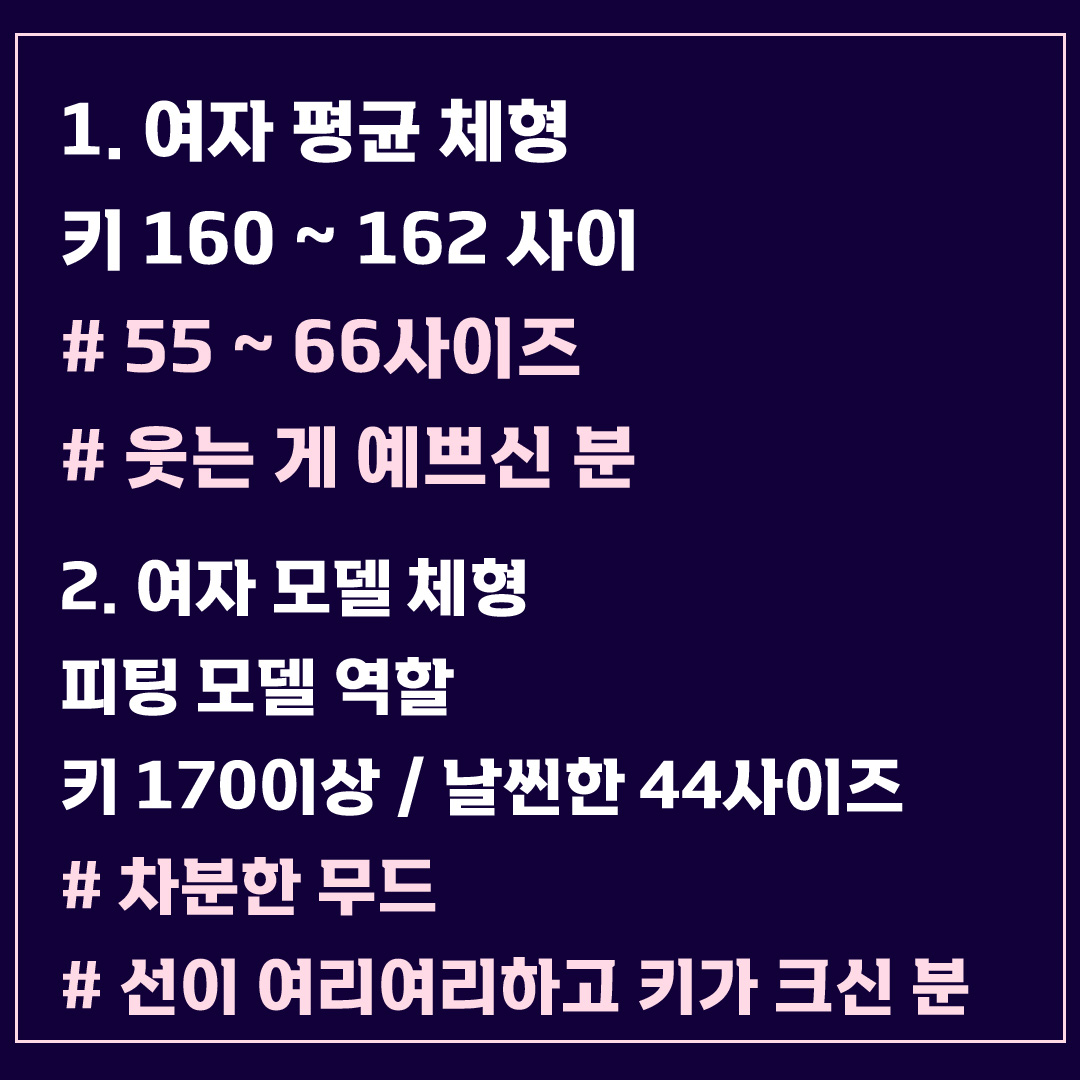 1. 여자 평균 체형
키 160 ~ 162 사이
# 55 ~ 66사이즈
# 웃는 게 예쁘신 분
2. 여자 모델 체형
피팅 모델 역할
키 170이상 / 날씬한 44사이즈
# 차분한 무드
# 선이 여리여리하고 키가 크신 분